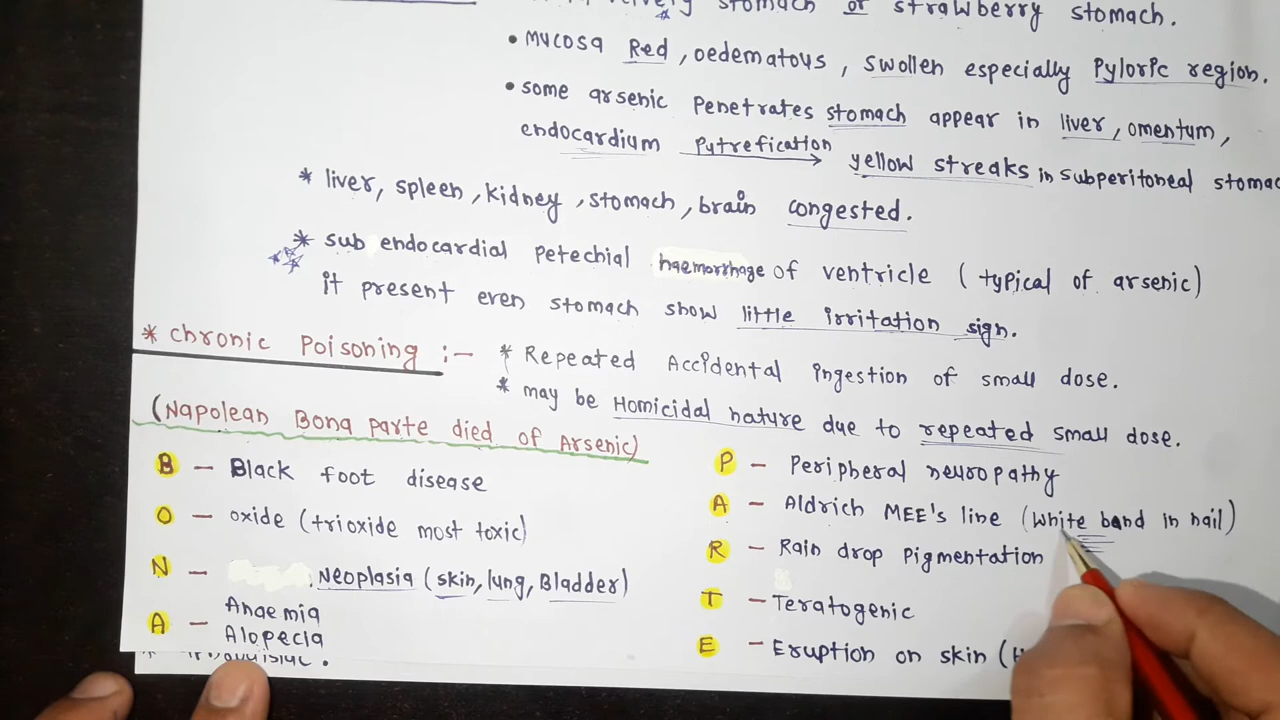 stomach or strawberry stomach.
• Mucosa Red, oedematous, swollen especially Pyloric region.
• some arsenic penetrates stomach appear in liver, omentum,
endocardium Putrefication → yellow streaks in subperitoneal stomac
* liver, spleen, kidney, stomach, brain congested.
* sub endocardial petechial haemorrhage of ventricle (typical of arsenic)
It present even stomach show little irritation sign.
* chronic Poisoning :- * Repeated Accidental ingestion of small dose.
* may be Homicidal nature due to repeated small dose.
(Napolean Bona parte died of Arsenic)
B - Black foot disease
O - oxide (trioxide most toxic)
N - Neoplasia (skin, lung, Bladder)
A - Anaemia
Alopecia
P - Peripheral neuropathy
A - Aldrich MEE's line (white band in nail)
R - Rain drop Pigmentation
T - Teratogenic
E - Eruption on skin (